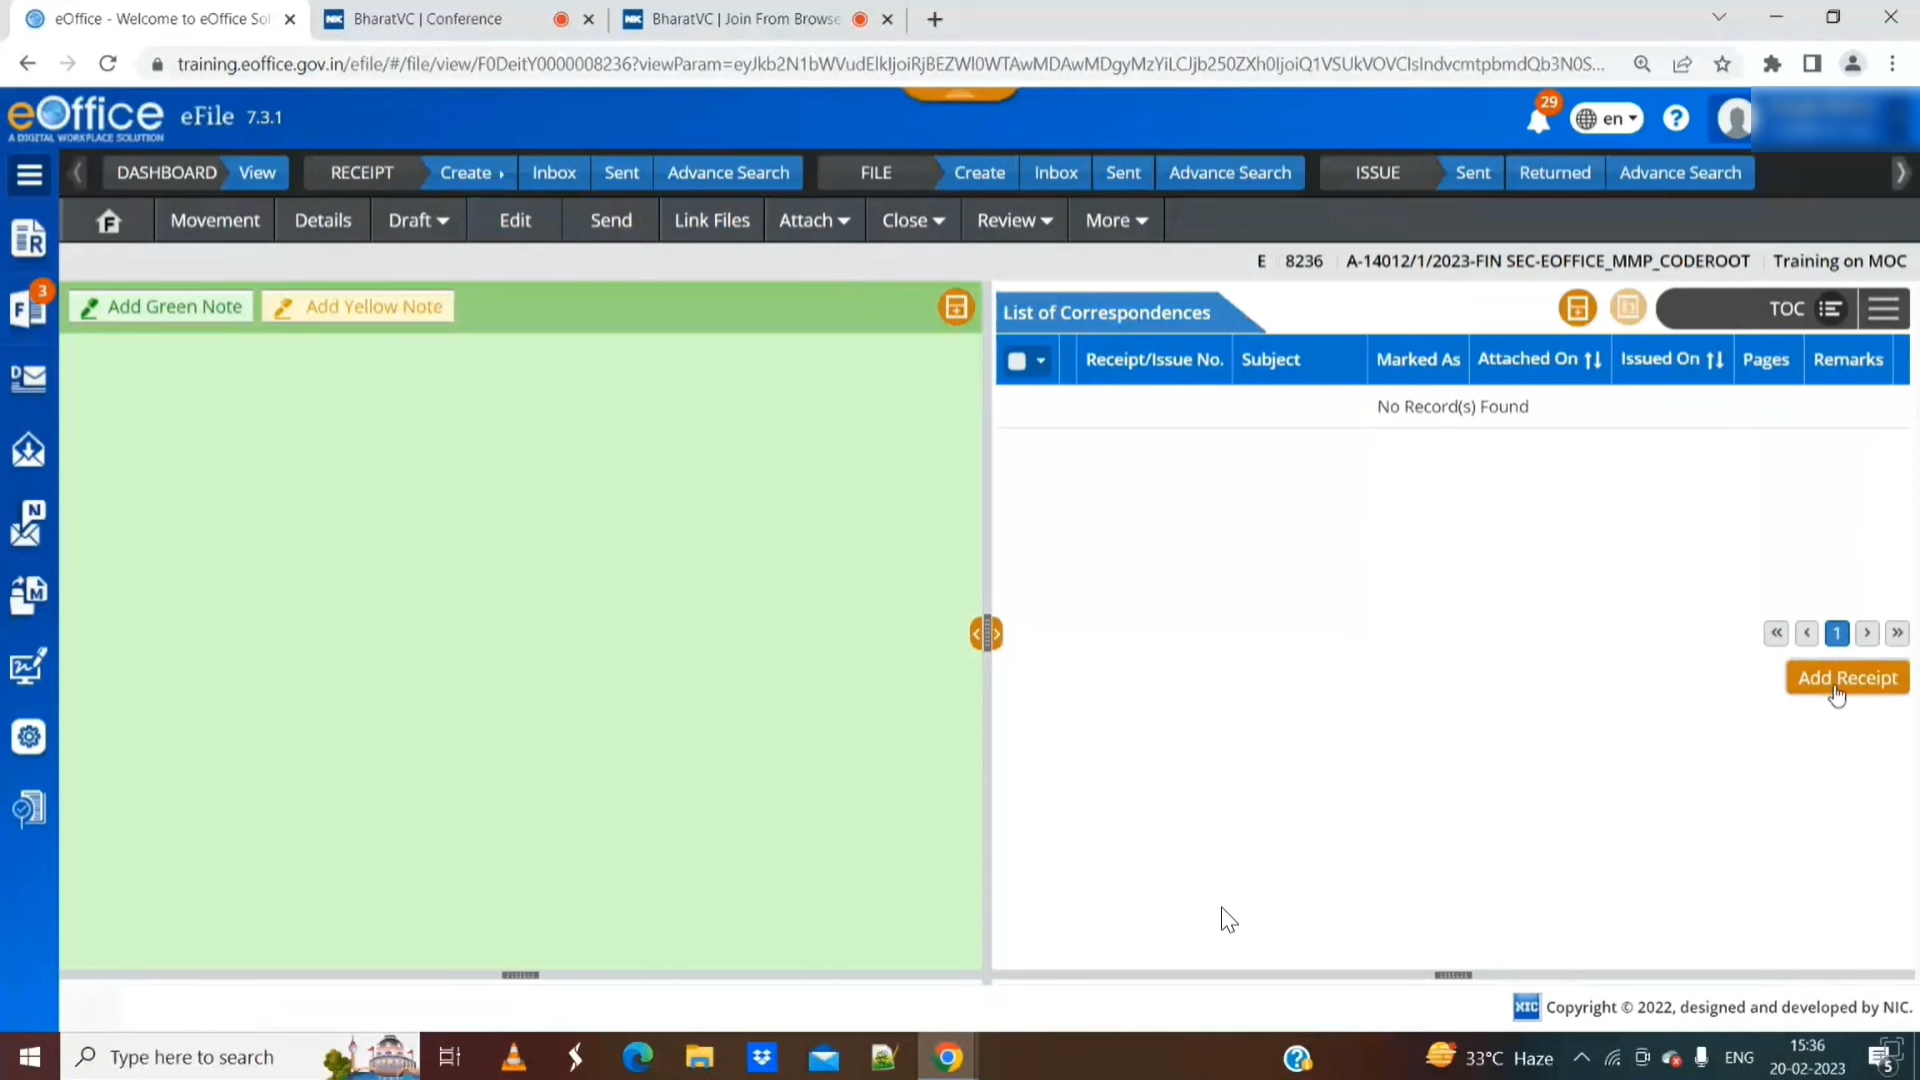 eOffice - Welcome to eOffice Sol
BharatVC | Conference
BharatVC | Join From Browse
training.eoffice.gov.in/efile/#/file/view/F0DeitY0000008236?viewParam=
eOffice
A DIGITAL WORKPLACE SOLUTION
eFile 7.3.1
29
en
?
DASHBOARD View RECEIPT Create Inbox Sent Advance Search FILE Create Inbox Sent Advance Search ISSUE Sent Returned Advance Search
Movement Details Draft Edit Send Link Files Attach Close Review More
E 8236 A-14012/1/2023-FIN SEC-EOFFICE_MMP_CODEROOT Training on MOC
R
F 3
D
N
M
Add Green Note Add Yellow Note
List of Correspondences
TOC
Receipt/Issue No. Subject Marked As Attached On Issued On Pages Remarks
No Record(s) Found
« ‹ 1 › »
Add Receipt
NIC Copyright © 2022, designed and developed by NIC.
Type here to search
33°C Haze
ENG
15:36
20-02-2023
5